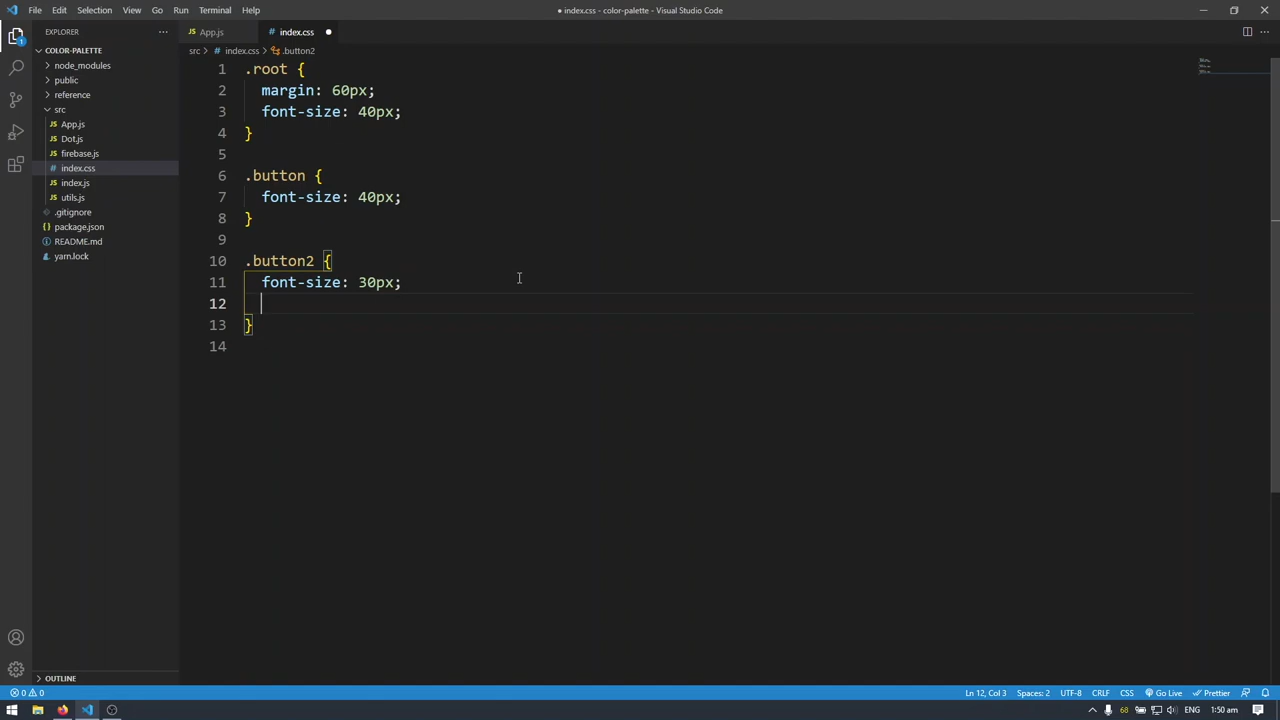 File Edit Selection View Go Run Terminal Help
● index.css - color-palette - Visual Studio Code
EXPLORER
COLOR-PALETTE
node_modules
public
reference
src
App.js
Dot.js
firebase.js
index.css
index.js
utils.js
.gitignore
package.json
README.md
yarn.lock
OUTLINE
App.js
index.css
src > # index.css > .button2
1 .root {
2 margin: 60px;
3 font-size: 40px;
4 }
5
6 .button {
7 font-size: 40px;
8 }
9
10 .button2 {
11 font-size: 30px;
12
13 }
14
0 0
Ln 12, Col 3 Spaces: 2 UTF-8 CRLF CSS Go Live Prettier
68 ENG 1:50 am